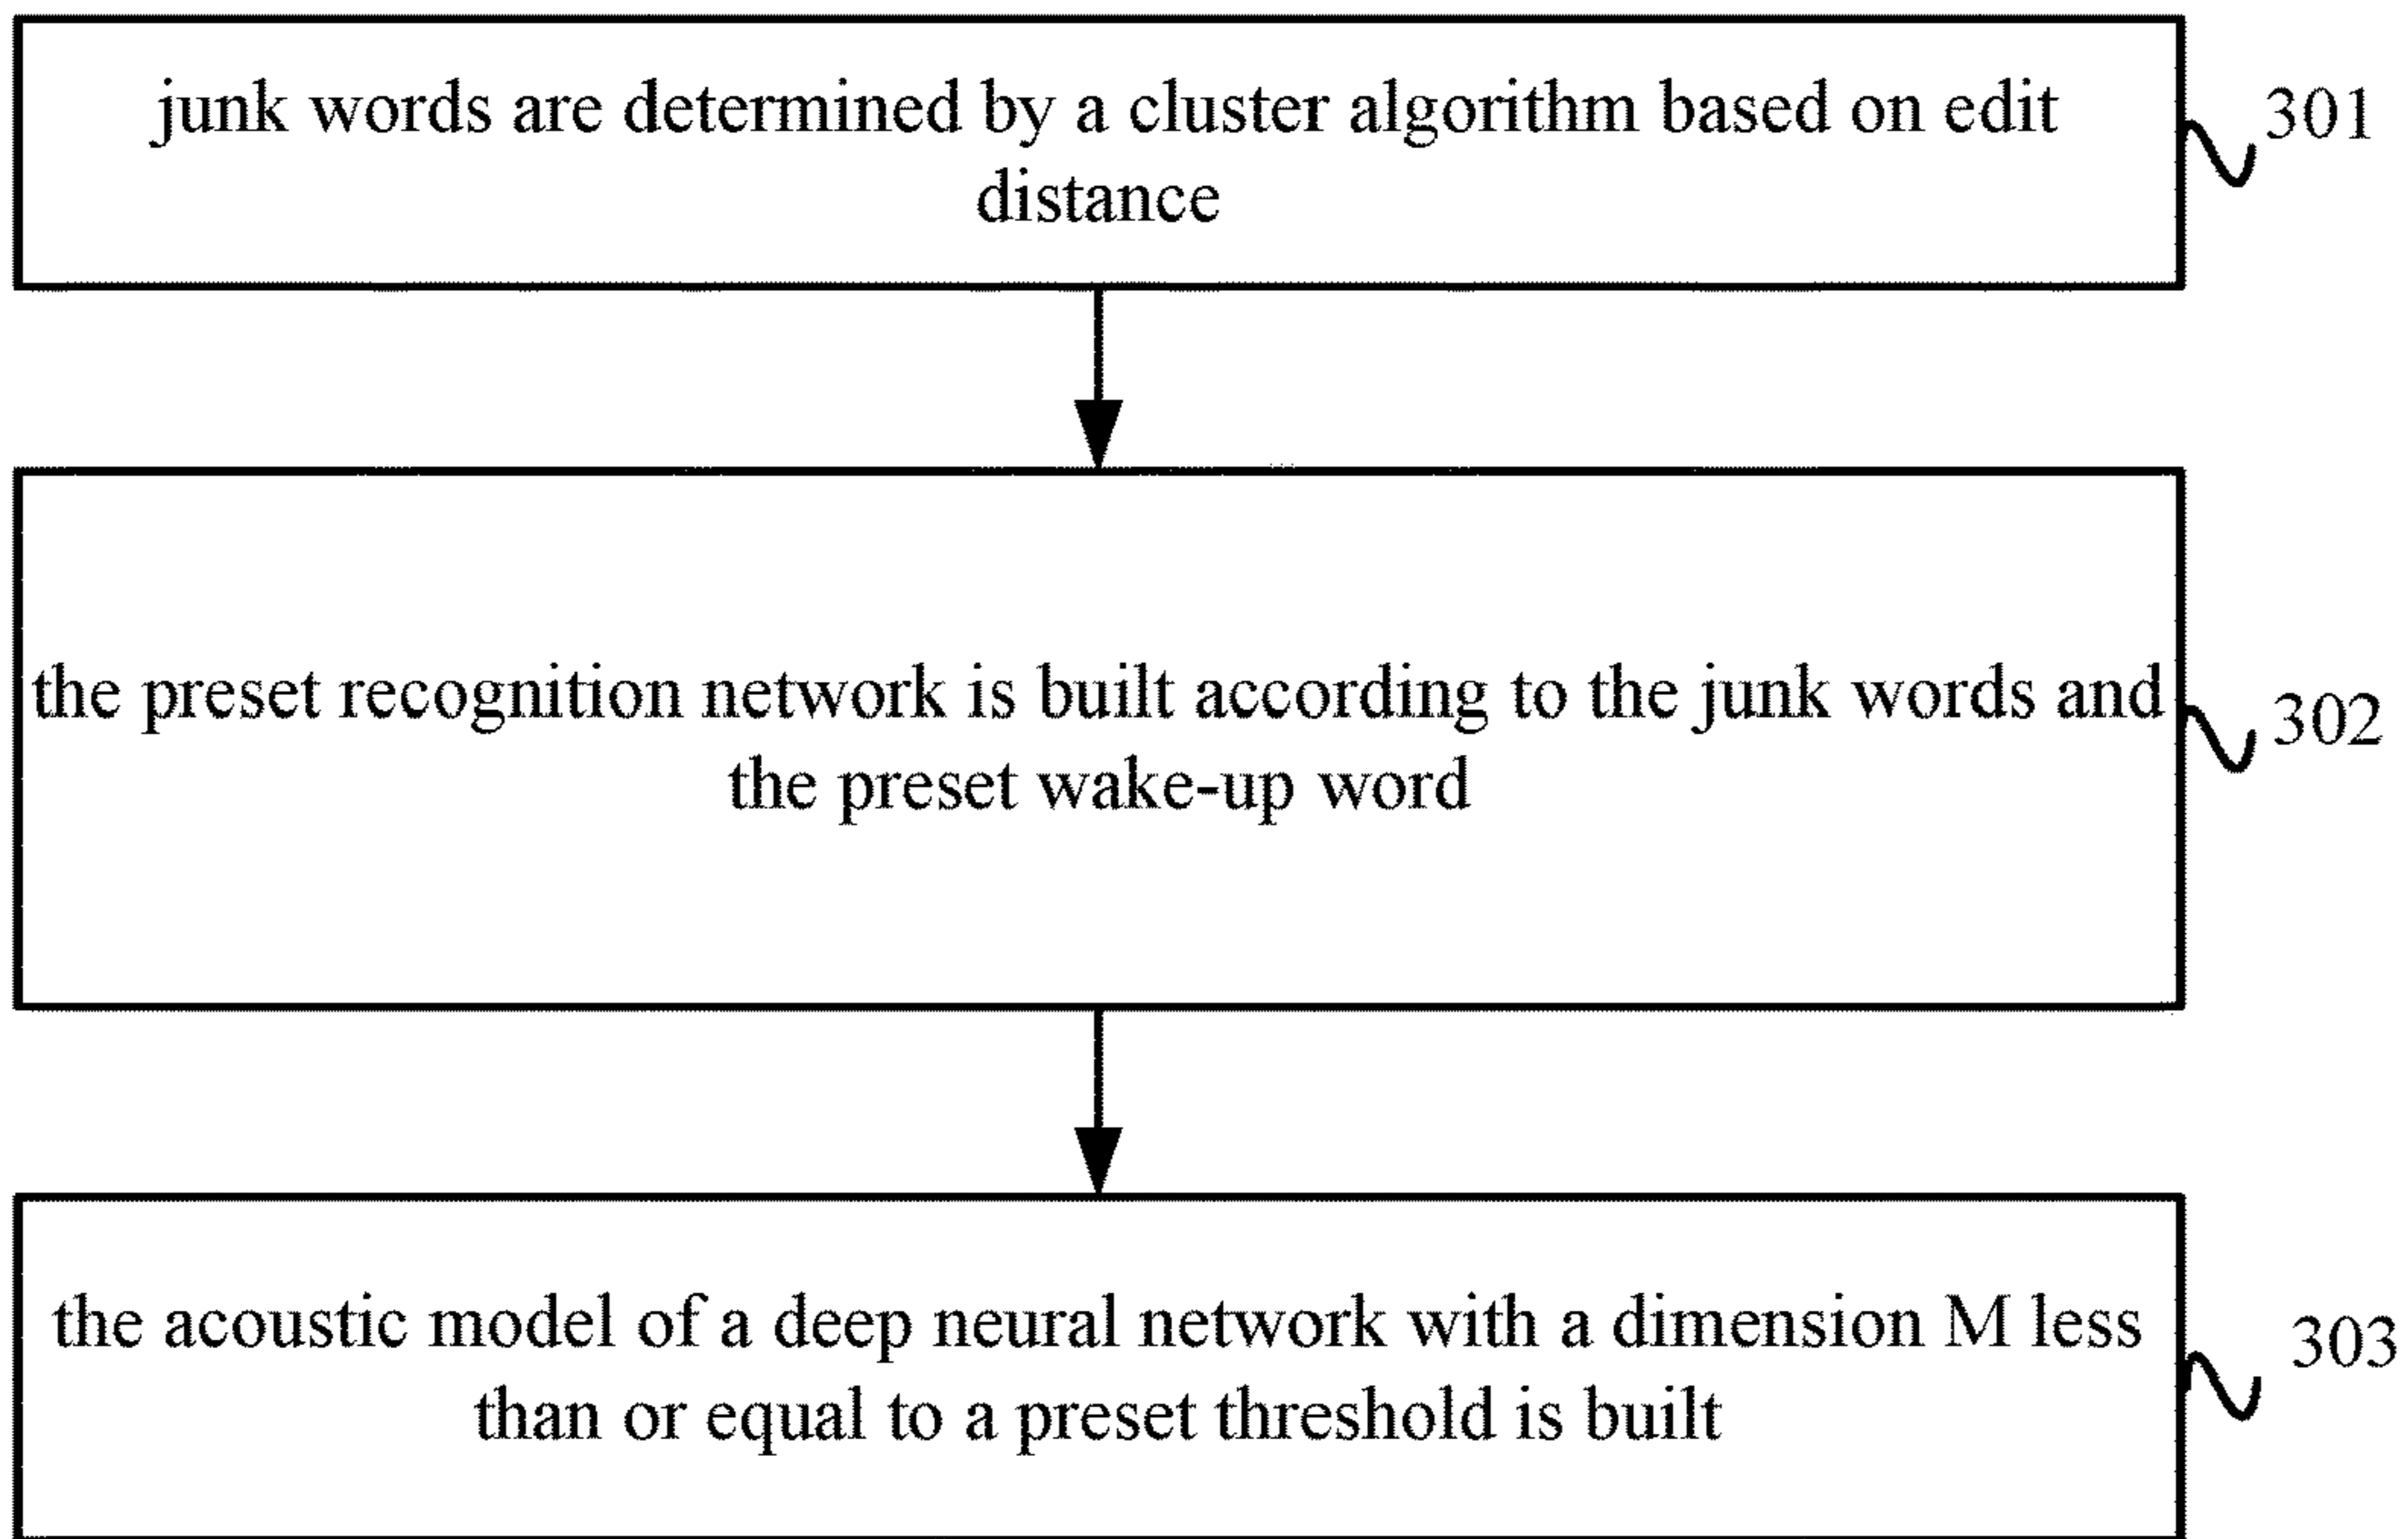 junk words are determined by a cluster algorithm based on edit
distance
301
the preset recognition network is built according to the junk words and
the preset wake-up word
302
the acoustic model of a deep neural network with a dimension M less
than or equal to a preset threshold is built
303